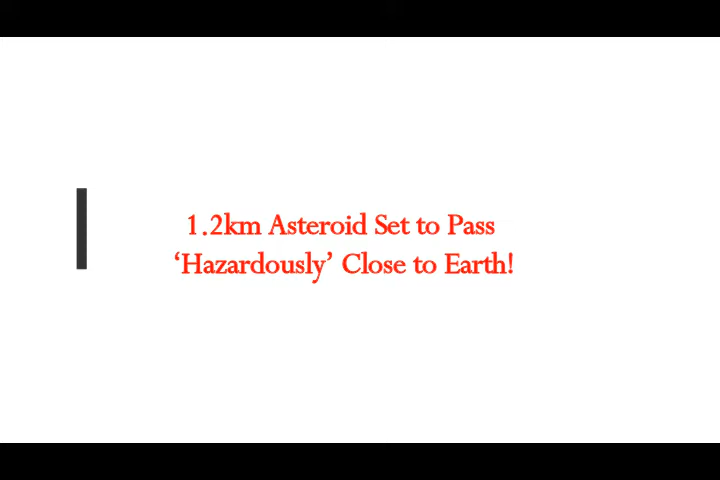 1.2km Asteroid Set to Pass
‘Hazardously’ Close to Earth!